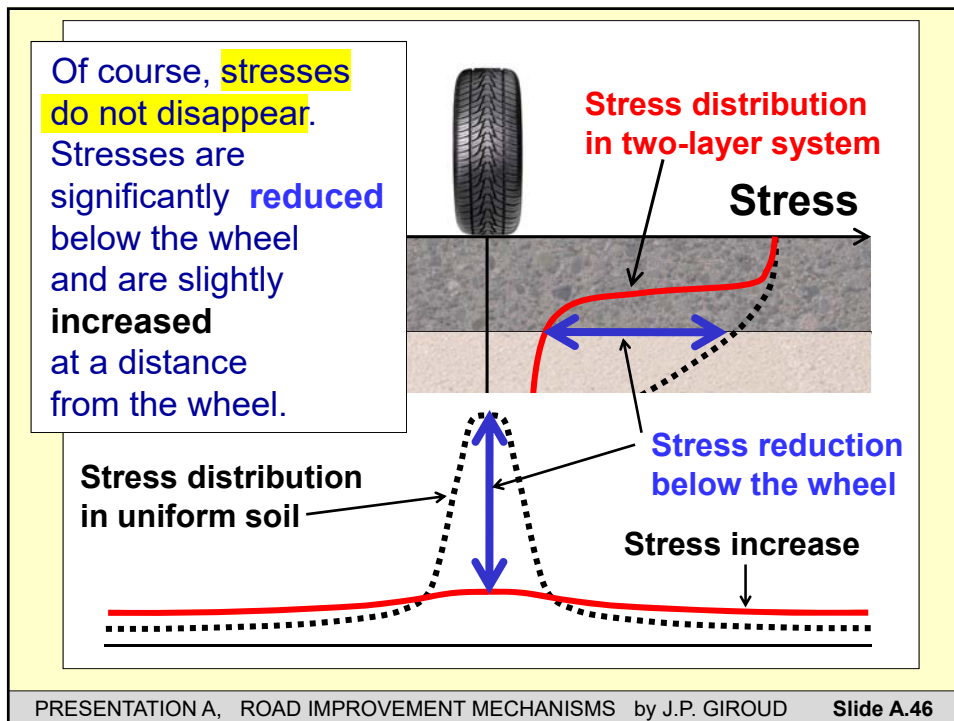 Of course, stresses
do not disappear.
Stresses are
significantly reduced
below the wheel
and are slightly
increased
at a distance
from the wheel.
Stress distribution
in two-layer system
Stress
Stress reduction
below the wheel
Stress distribution
in uniform soil
Stress increase
PRESENTATION A, ROAD IMPROVEMENT MECHANISMS by J.P. GIROUD Slide A.46